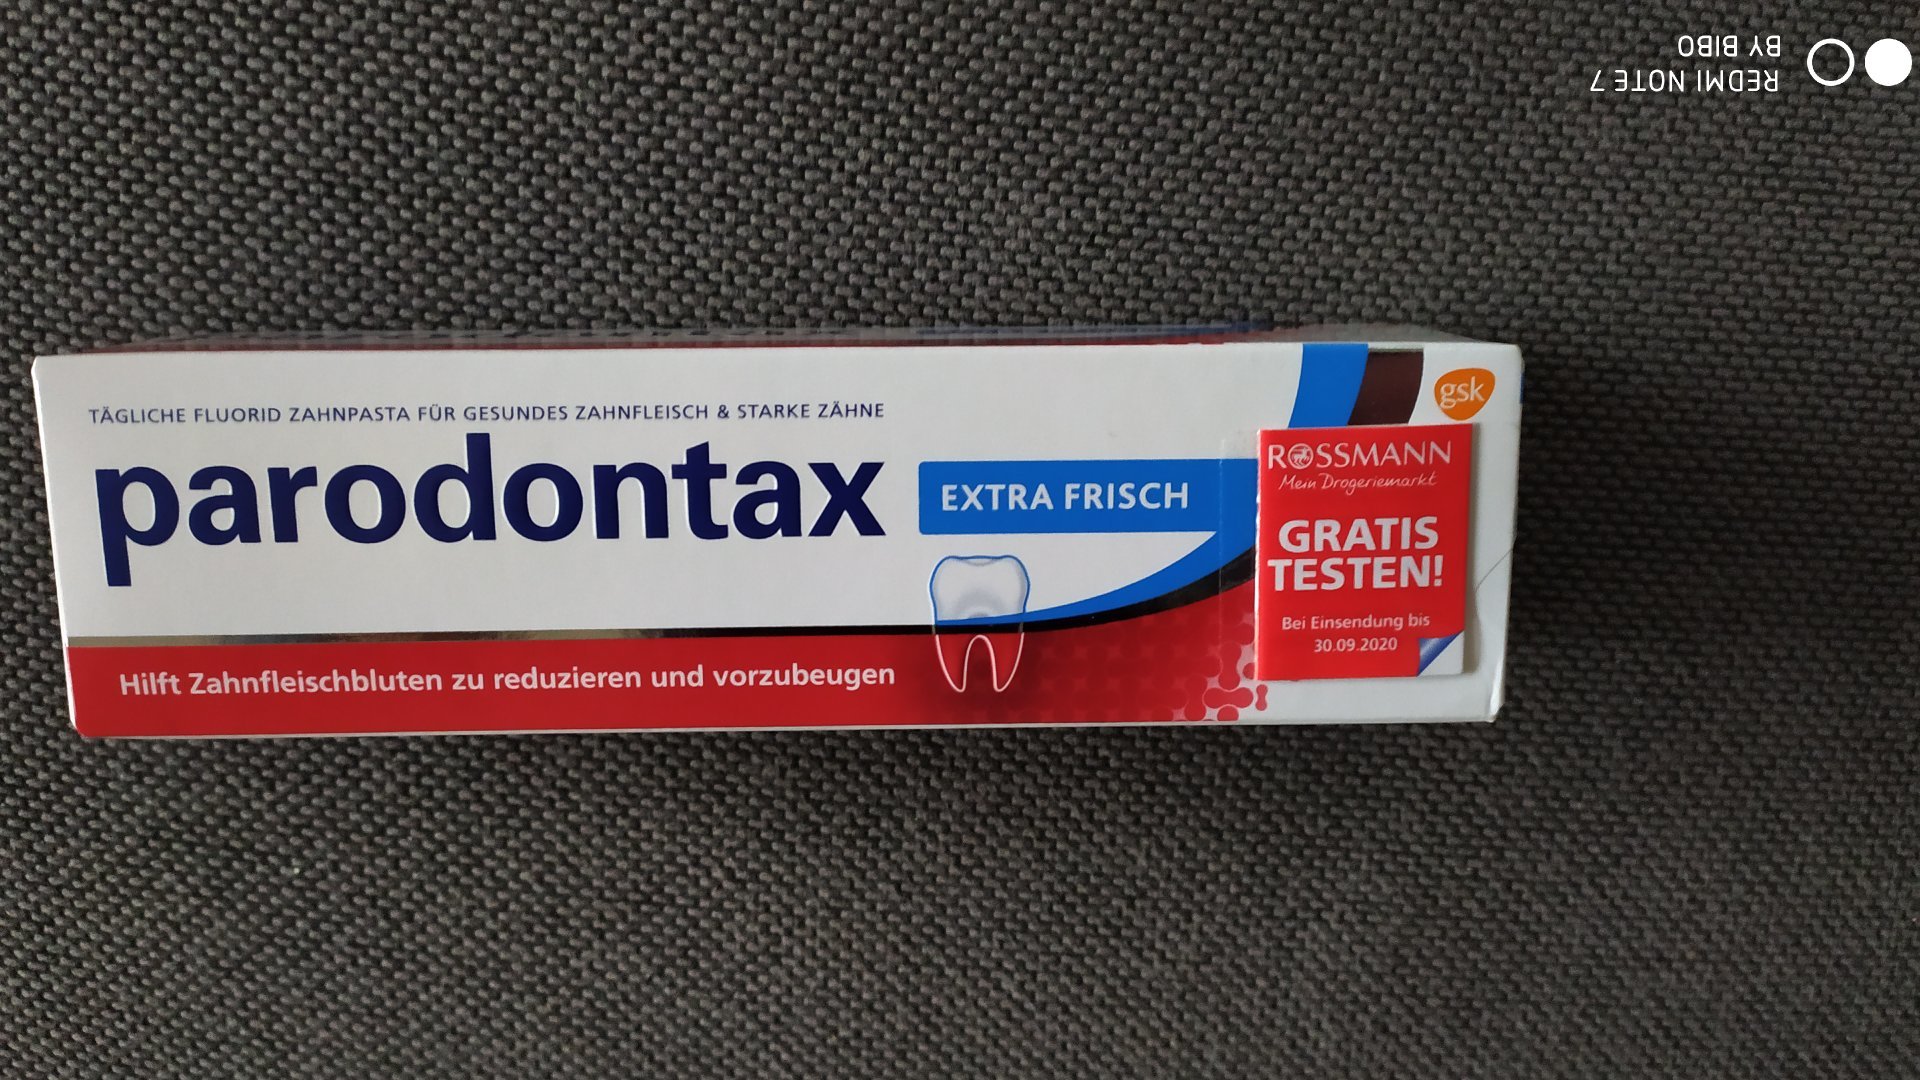 TÄGLICHE FLUORID ZAHNPASTA FÜR GESUNDES ZAHNFLEISCH & STARKE ZÄHNE
parodontax
EXTRA FRISCH
Hilft Zahnfleischbluten zu reduzieren und vorzubeugen
gsk
ROSSMANN
Mein Drogeriemarkt
GRATIS
TESTEN!
Bei Einsendung bis
30.09.2020
REDMI NOTE 7
BY BIBO